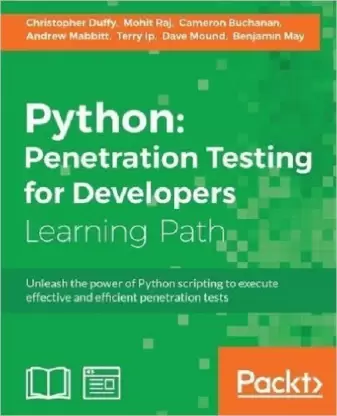 Christopher Duffy, Mohit Raj, Cameron Buchanan,
Andrew Mabbitt, Terry Ip, Dave Mound, Benjamin May
Python:
Penetration Testing
for Developers
Learning Path
Unleash the power of Python scripting to execute
effective and efficient penetration tests
Packt>